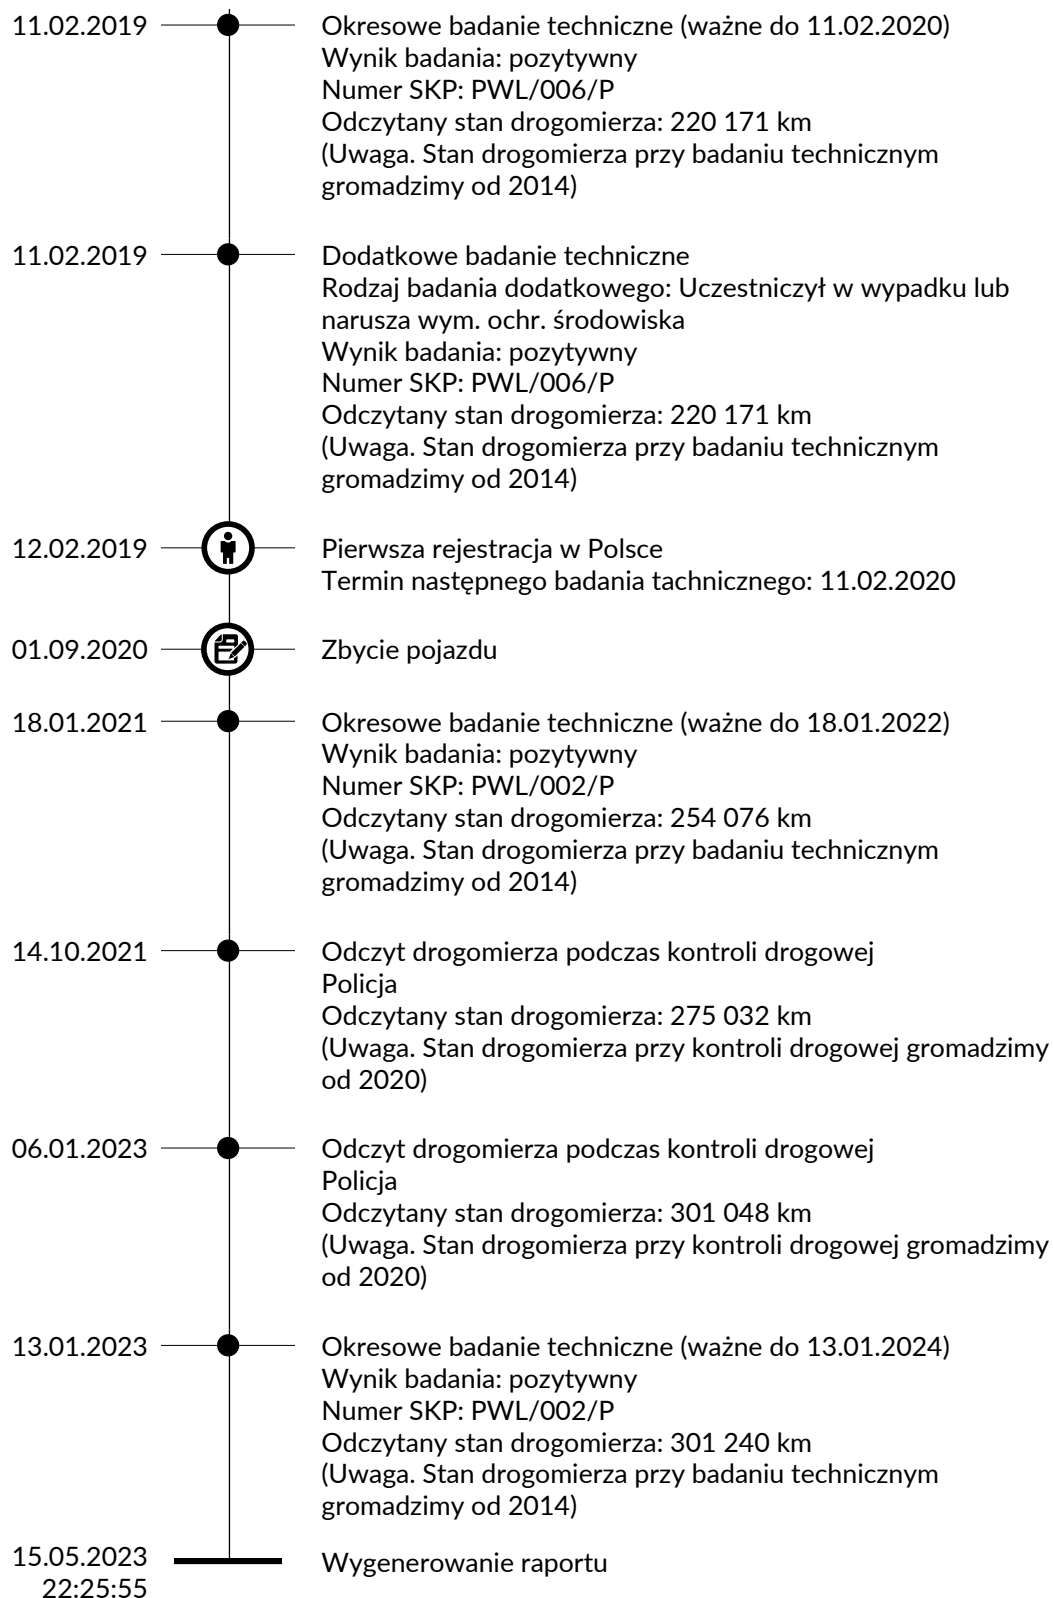 11.02.2019
Okresowe badanie techniczne (ważne do 11.02.2020)
Wynik badania: pozytywny
Numer SKP: PWL/006/P
Odczytany stan drogomierza: 220 171 km
(Uwaga. Stan drogomierza przy badaniu technicznym
gromadzimy od 2014)
11.02.2019
Dodatkowe badanie techniczne
Rodzaj badania dodatkowego: Uczestniczył w wypadku lub
narusza wym. ochr. środowiska
Wynik badania: pozytywny
Numer SKP: PWL/006/P
Odczytany stan drogomierza: 220 171 km
(Uwaga. Stan drogomierza przy badaniu technicznym
gromadzimy od 2014)
12.02.2019
Pierwsza rejestracja w Polsce
Termin następnego badania tachnicznego: 11.02.2020
01.09.2020
Zbycie pojazdu
18.01.2021
Okresowe badanie techniczne (ważne do 18.01.2022)
Wynik badania: pozytywny
Numer SKP: PWL/002/P
Odczytany stan drogomierza: 254 076 km
(Uwaga. Stan drogomierza przy badaniu technicznym
gromadzimy od 2014)
14.10.2021
Odczyt drogomierza podczas kontroli drogowej
Policja
Odczytany stan drogomierza: 275 032 km
(Uwaga. Stan drogomierza przy kontroli drogowej gromadzimy
od 2020)
06.01.2023
Odczyt drogomierza podczas kontroli drogowej
Policja
Odczytany stan drogomierza: 301 048 km
(Uwaga. Stan drogomierza przy kontroli drogowej gromadzimy
od 2020)
13.01.2023
Okresowe badanie techniczne (ważne do 13.01.2024)
Wynik badania: pozytywny
Numer SKP: PWL/002/P
Odczytany stan drogomierza: 301 240 km
(Uwaga. Stan drogomierza przy badaniu technicznym
gromadzimy od 2014)
15.05.2023
22:25:55
Wygenerowanie raportu